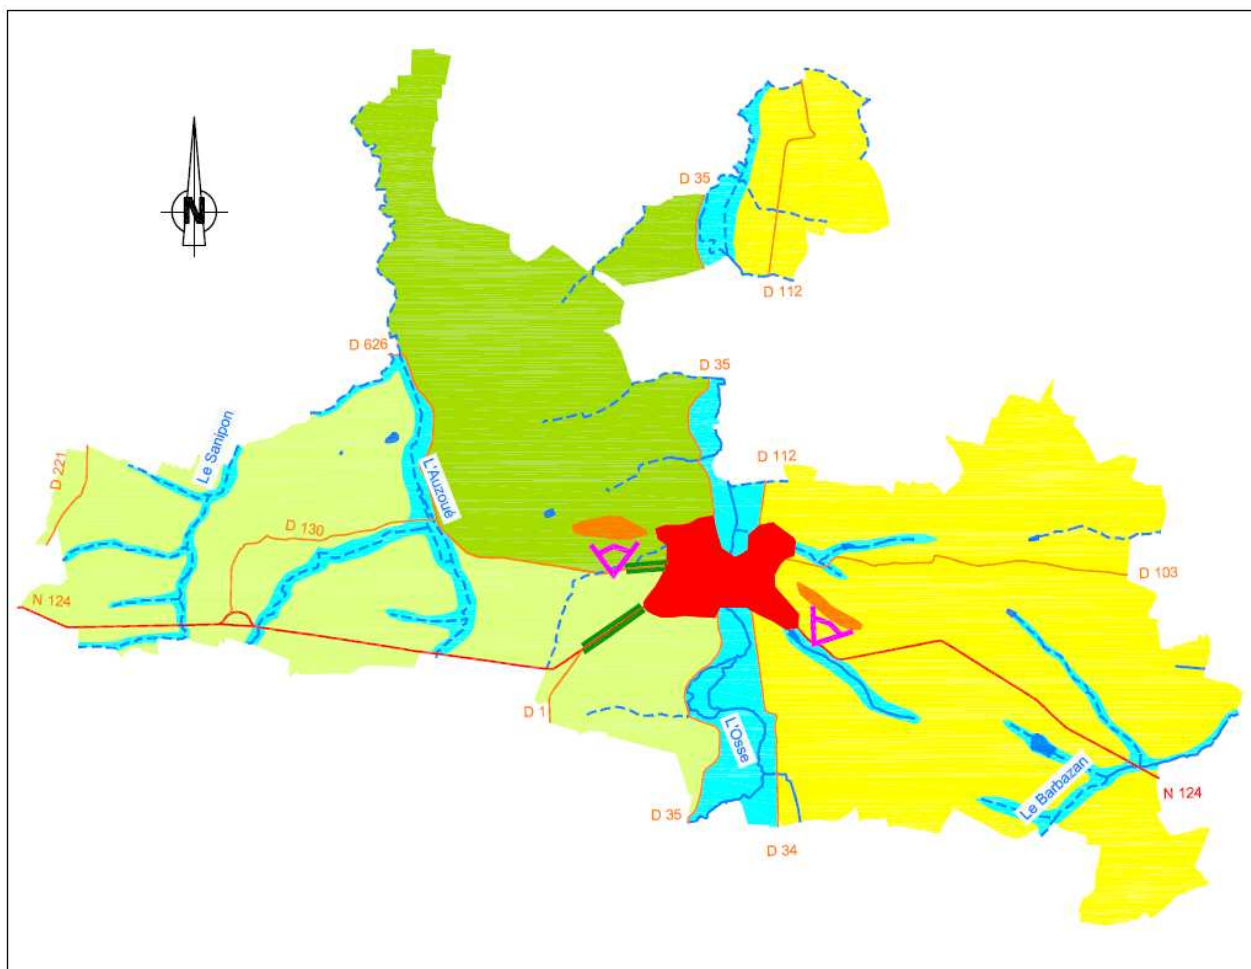 N
D 35
D 112
D 626
D 35
Le Sanipon
D 221
L'Auzoué
D 112
D 130
D 103
N 124
D 1
L'Osse
Le Barbazan
N 124
D 35
D 34